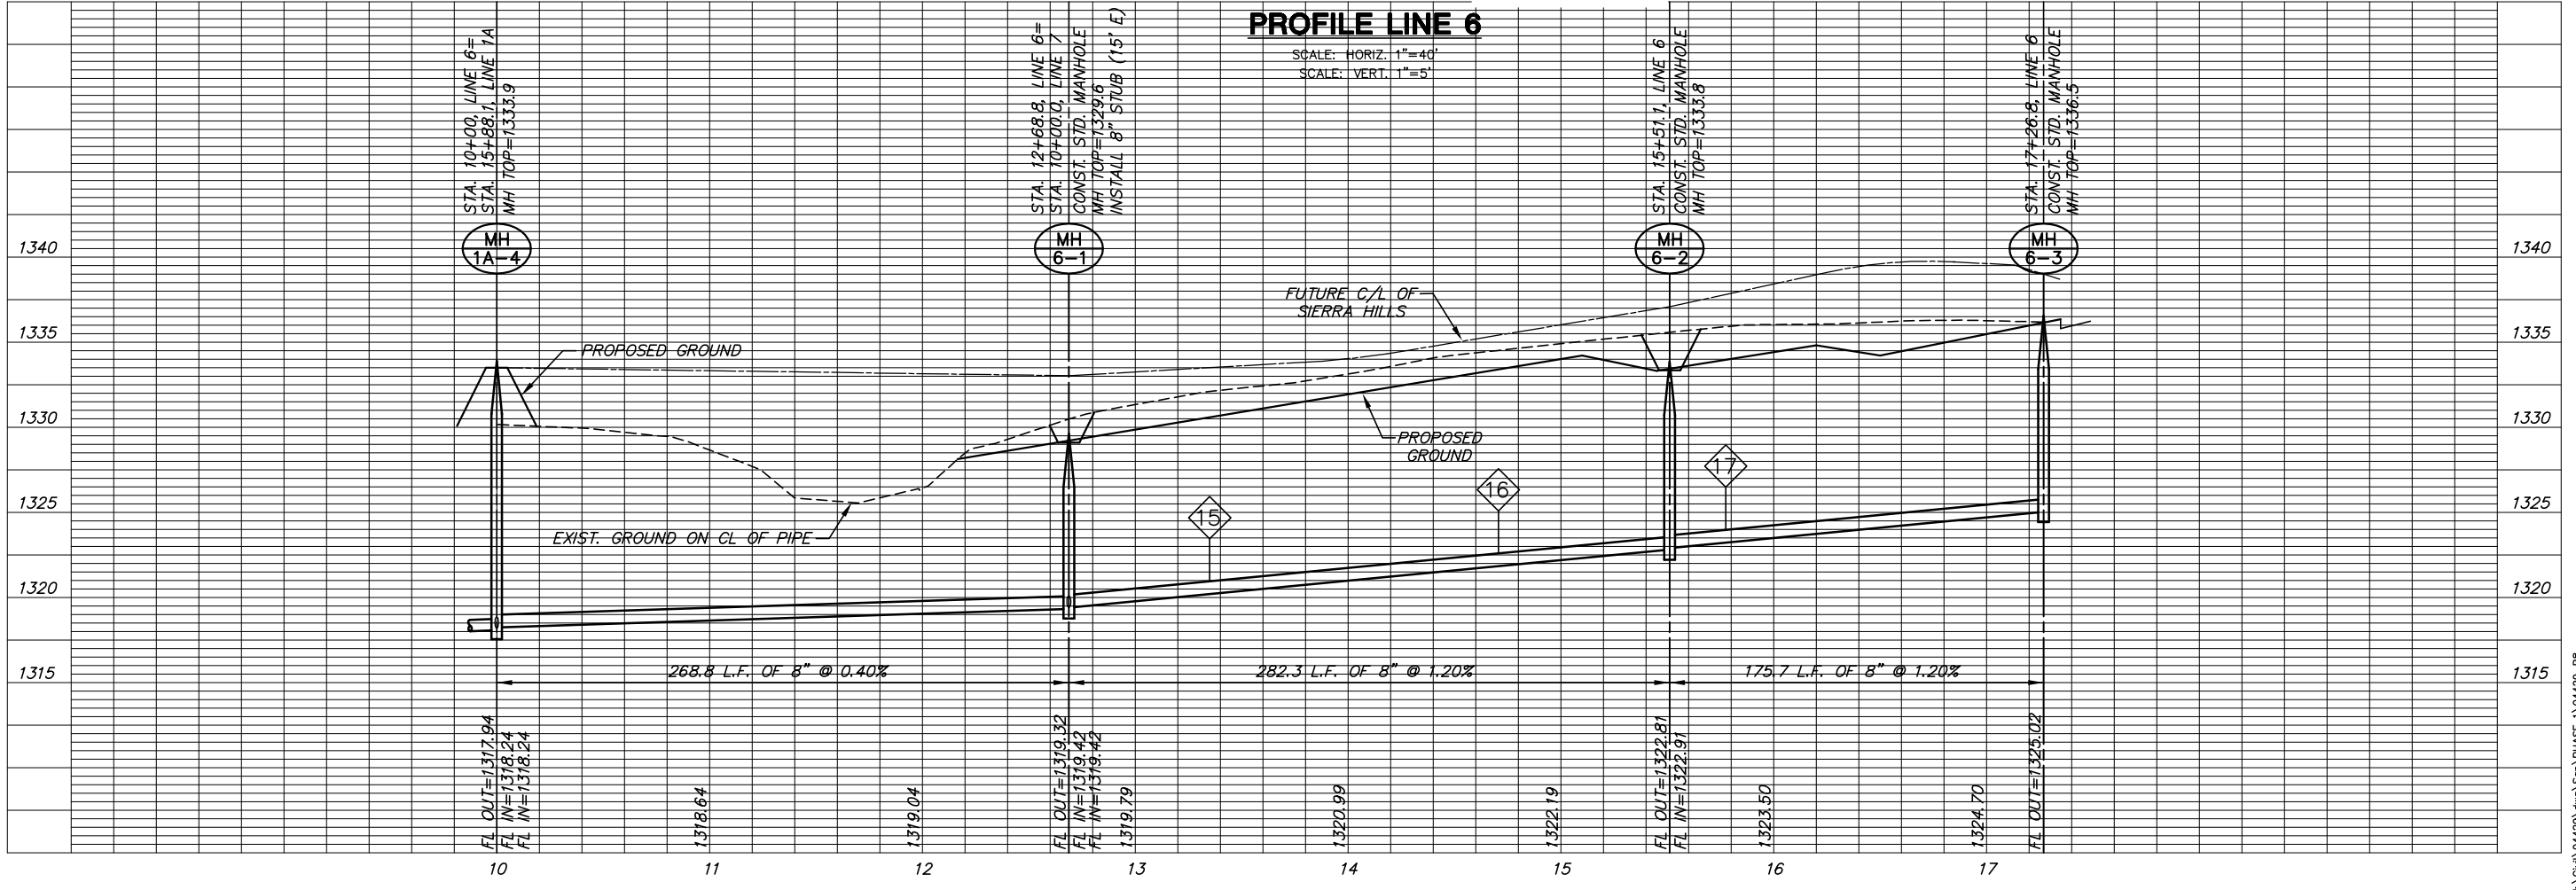 PROFILE LINE 6
SCALE: HORIZ. 1"=40'
SCALE: VERT. 1"=5'
STA. 10+00, LINE 6=
STA. 15+88.1, LINE 1A
MH TOP=1333.9
STA. 12+68.8, LINE 6=
STA. 10+00.0, LINE 7
CONST. STD. MANHOLE
MH TOP=1329.6
INSTALL 8" STUB (15' E)
STA. 15+51.1, LINE 6
CONST. STD. MANHOLE
MH TOP=1333.8
STA. 17+26.8, LINE 6
CONST. STD. MANHOLE
MH TOP=1336.5
MH
1A-4
MH
6-1
MH
6-2
MH
6-3
1340
1340
1335
1335
1330
1330
1325
1325
1320
1320
1315
1315
FUTURE C/L OF
SIERRA HILLS
PROPOSED GROUND
PROPOSED
GROUND
EXIST. GROUND ON CL OF PIPE
15
16
17
268.8 L.F. OF 8" @ 0.40%
282.3 L.F. OF 8" @ 1.20%
175.7 L.F. OF 8" @ 1.20%
FL OUT=1317.94
FL IN=1318.24
FL IN=1318.24
1318.64
1319.04
FL OUT=1319.32
FL IN=1319.42
FL IN=1319.42
1319.79
1320.99
1322.19
FL OUT=1322.81
FL IN=1322.91
1323.50
1324.70
FL OUT=1325.02
10
11
12
13
14
15
16
17